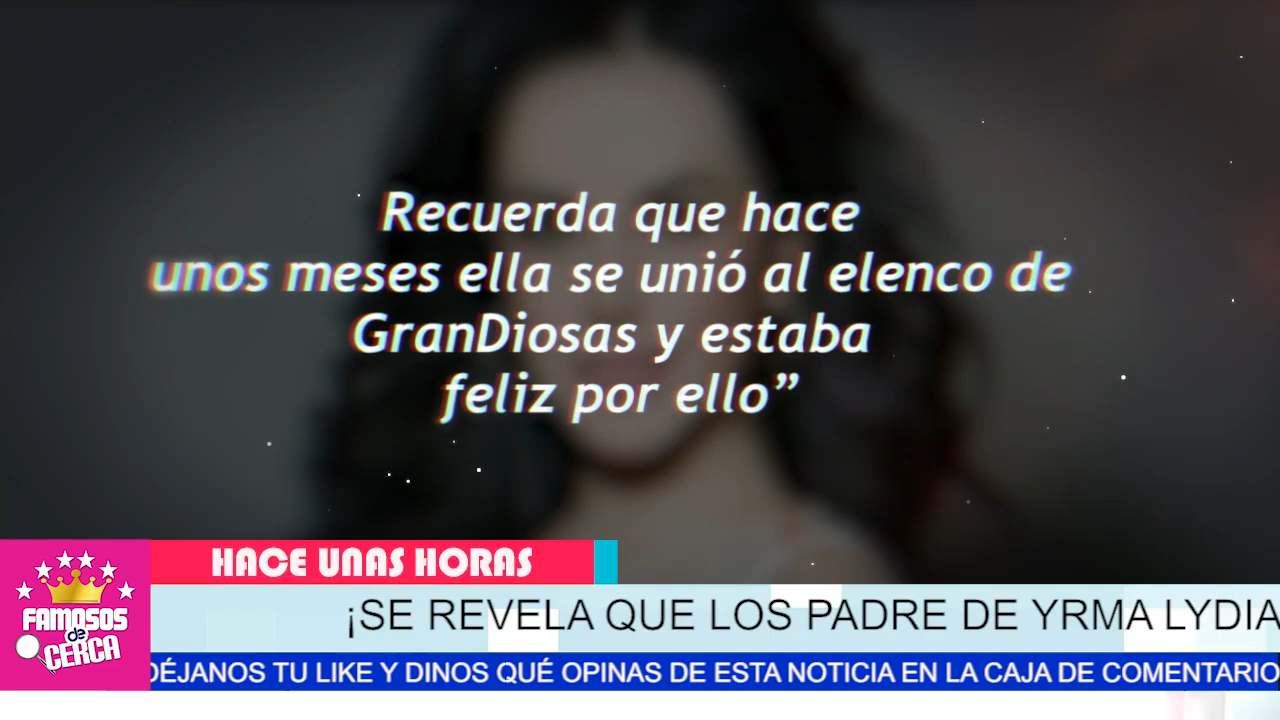 Recuerda que hace
unos meses ella se unió al elenco de
GranDiosas y estaba
feliz por ello”
HACE UNAS HORAS
¡SE REVELA QUE LOS PADRE DE YRMA LYDIA
FAMOSOS
de
CERCA
DÉJANOS TU LIKE Y DINOS QUÉ OPINAS DE ESTA NOTICIA EN LA CAJA DE COMENTARIO